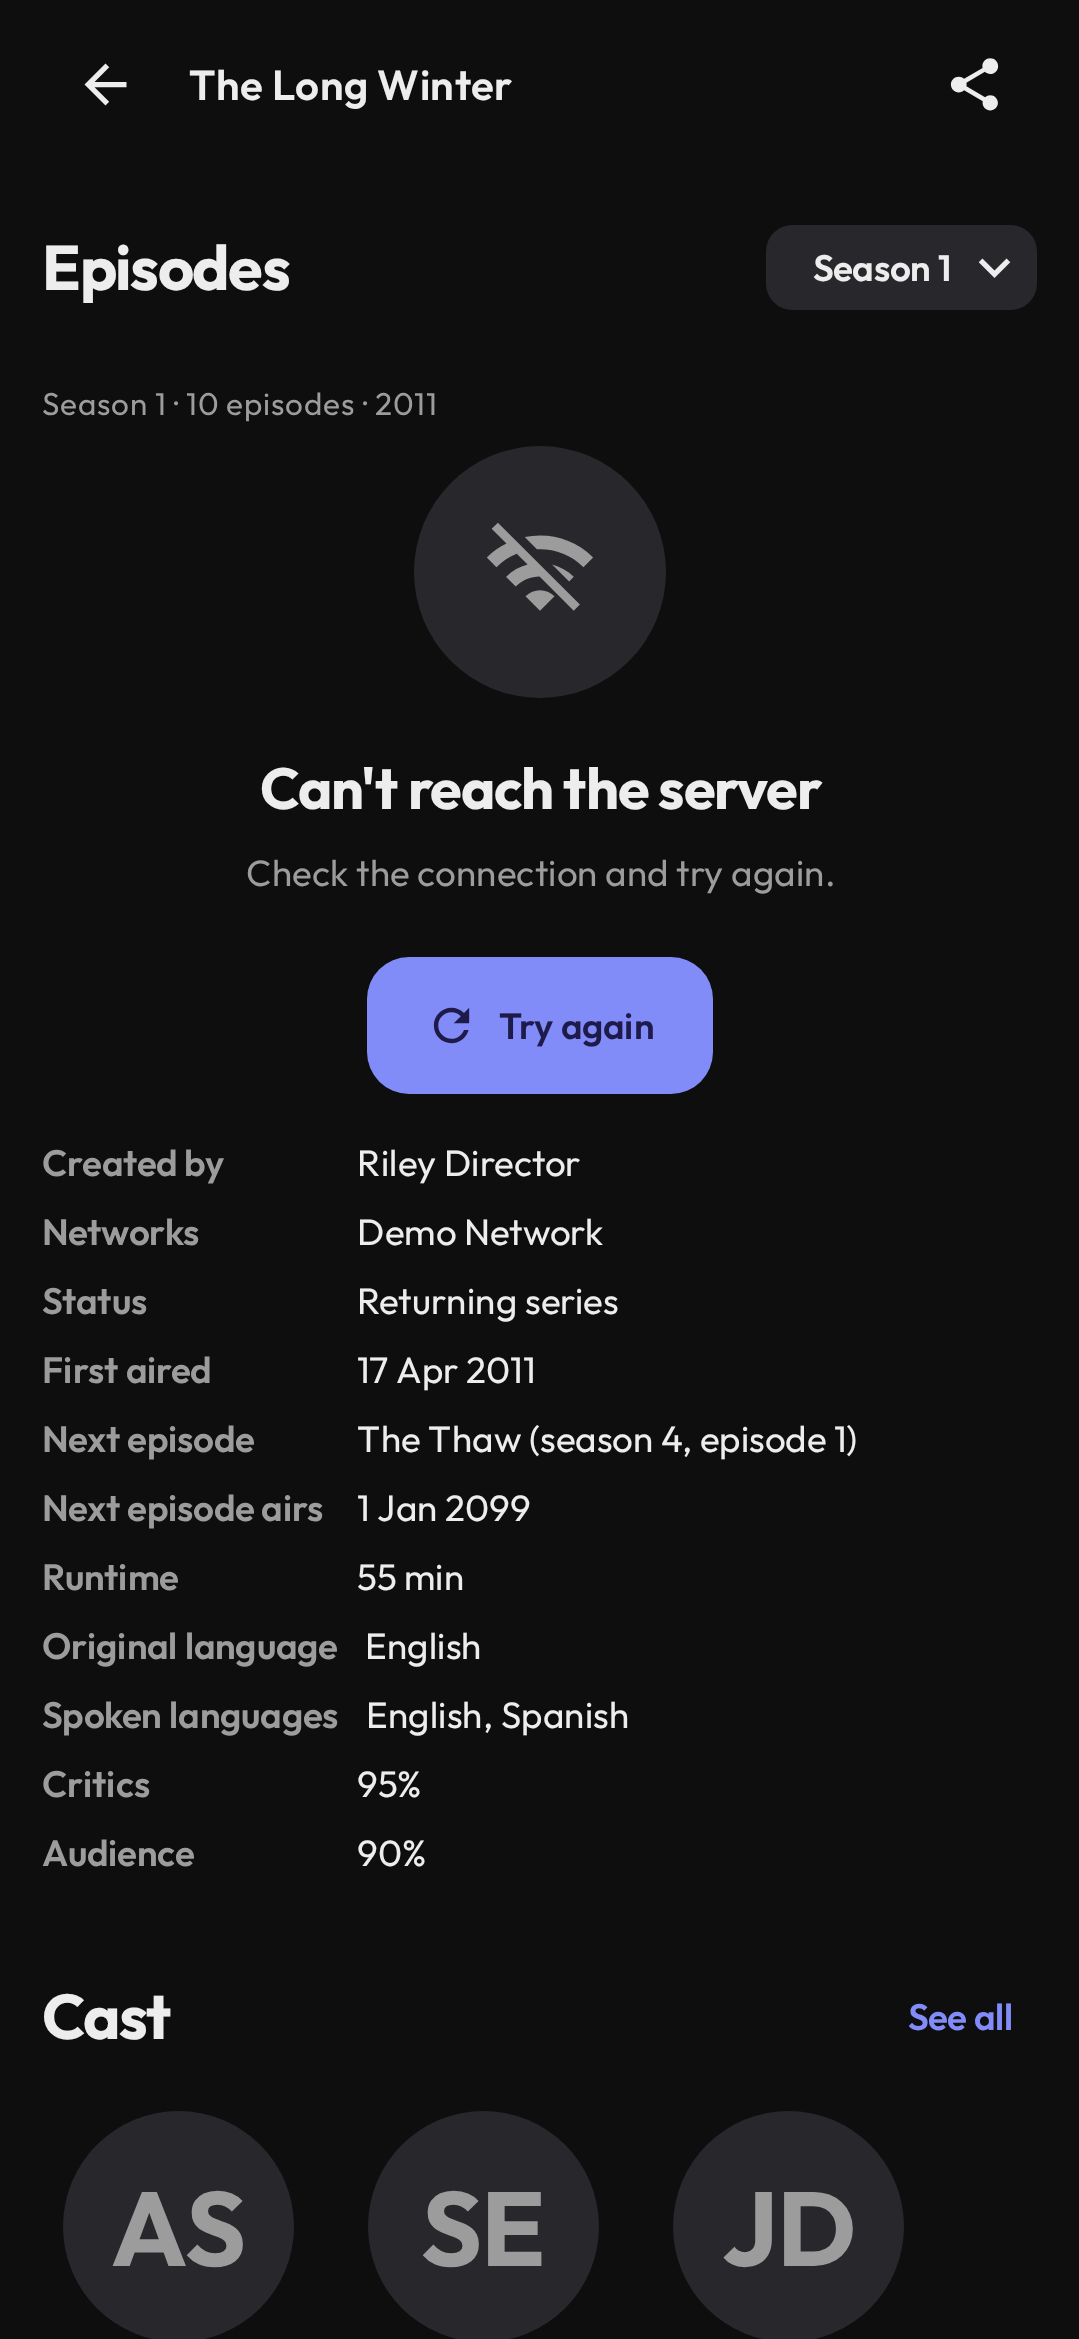 The Long Winter
Episodes
Season 1
Season 1 · 10 episodes · 2011
Can't reach the server
Check the connection and try again.
Try again
Created by Riley Director
Networks Demo Network
Status Returning series
First aired 17 Apr 2011
Next episode The Thaw (season 4, episode 1)
Next episode airs 1 Jan 2099
Runtime 55 min
Original language English
Spoken languages English, Spanish
Critics 95%
Audience 90%
Cast
See all
AS SE JD